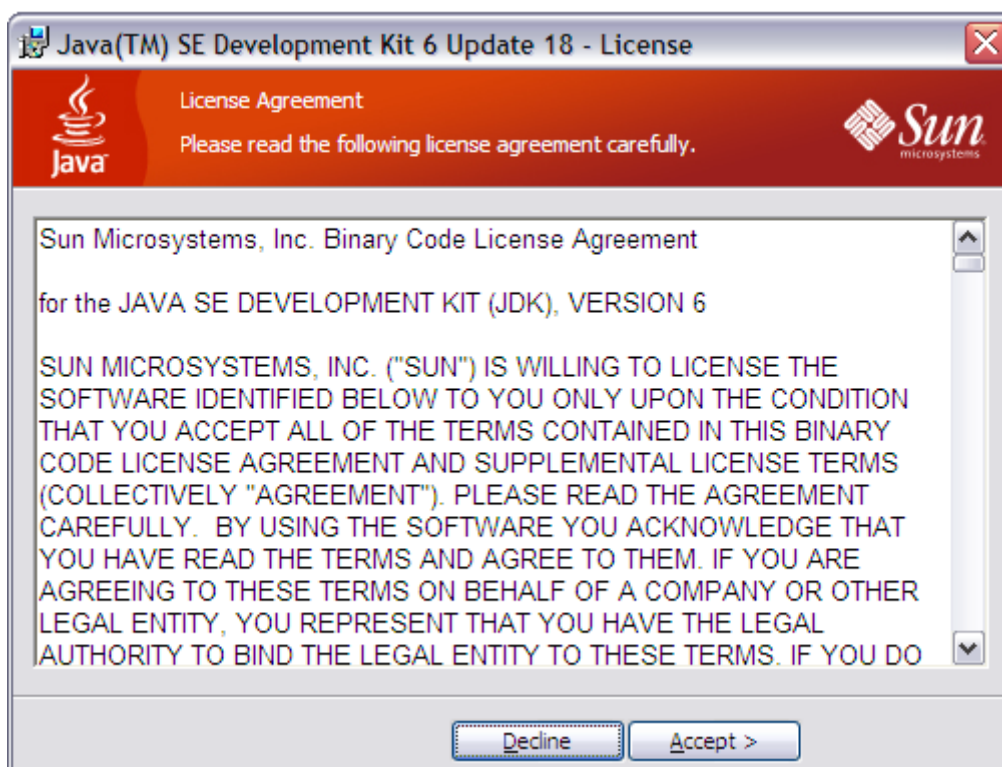 Java(TM) SE Development Kit 6 Update 18 - License
License Agreement
Please read the following license agreement carefully.
Java
Sun
microsystems
Sun Microsystems, Inc. Binary Code License Agreement
for the JAVA SE DEVELOPMENT KIT (JDK), VERSION 6
SUN MICROSYSTEMS, INC. ("SUN") IS WILLING TO LICENSE THE
SOFTWARE IDENTIFIED BELOW TO YOU ONLY UPON THE CONDITION
THAT YOU ACCEPT ALL OF THE TERMS CONTAINED IN THIS BINARY
CODE LICENSE AGREEMENT AND SUPPLEMENTAL LICENSE TERMS
(COLLECTIVELY "AGREEMENT"). PLEASE READ THE AGREEMENT
CAREFULLY.  BY USING THE SOFTWARE YOU ACKNOWLEDGE THAT
YOU HAVE READ THE TERMS AND AGREE TO THEM. IF YOU ARE
AGREEING TO THESE TERMS ON BEHALF OF A COMPANY OR OTHER
LEGAL ENTITY, YOU REPRESENT THAT YOU HAVE THE LEGAL
AUTHORITY TO BIND THE LEGAL ENTITY TO THESE TERMS. IF YOU DO
Decline
Accept >